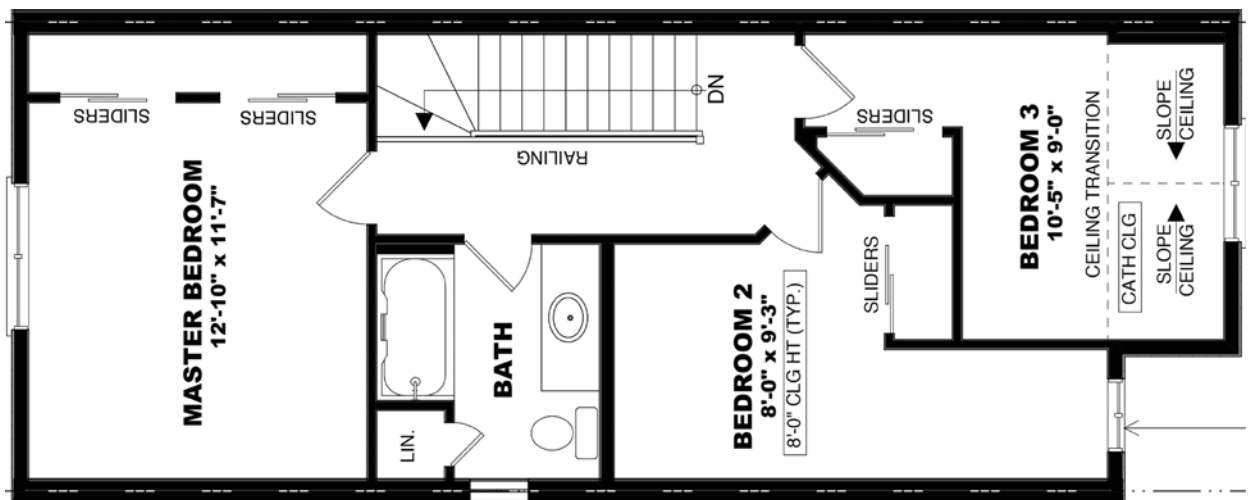 SLIDERS
SLIDERS
MASTER BEDROOM
12'-10" x 11'-7"
DN
RAILING
BATH
LIN.
SLIDERS
BEDROOM 2
8'-0" x 9'-3"
8'-0" CLG HT (TYP.)
SLIDERS
BEDROOM 3
10'-5" x 9'-0"
CEILING TRANSITION
CATH CLG
SLOPE
CEILING
SLOPE
CEILING